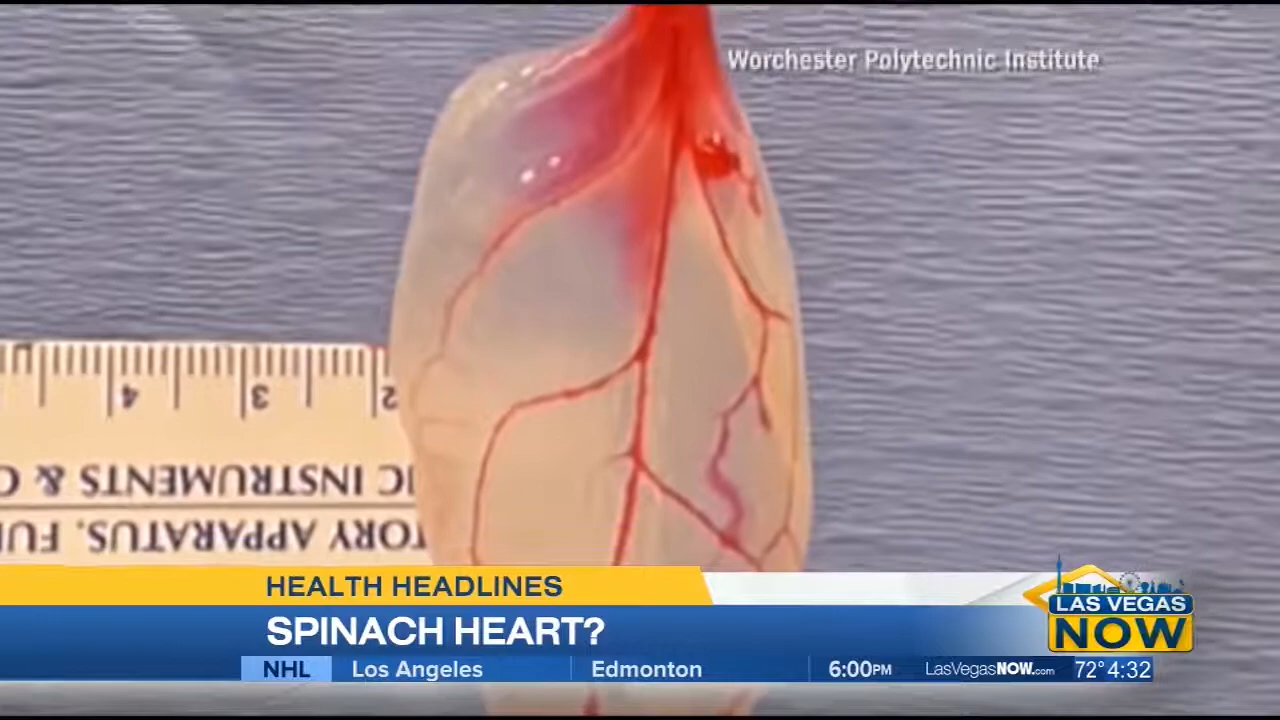 Worchester Polytechnic Institute
4 3 2
IC INSTRUMENTS & C
TORY APPARATUS, FU
HEALTH HEADLINES
SPINACH HEART?
LAS VEGAS
NOW
NHL Los Angeles Edmonton 6:00PM LasVegasNOW.com 72° 4:32